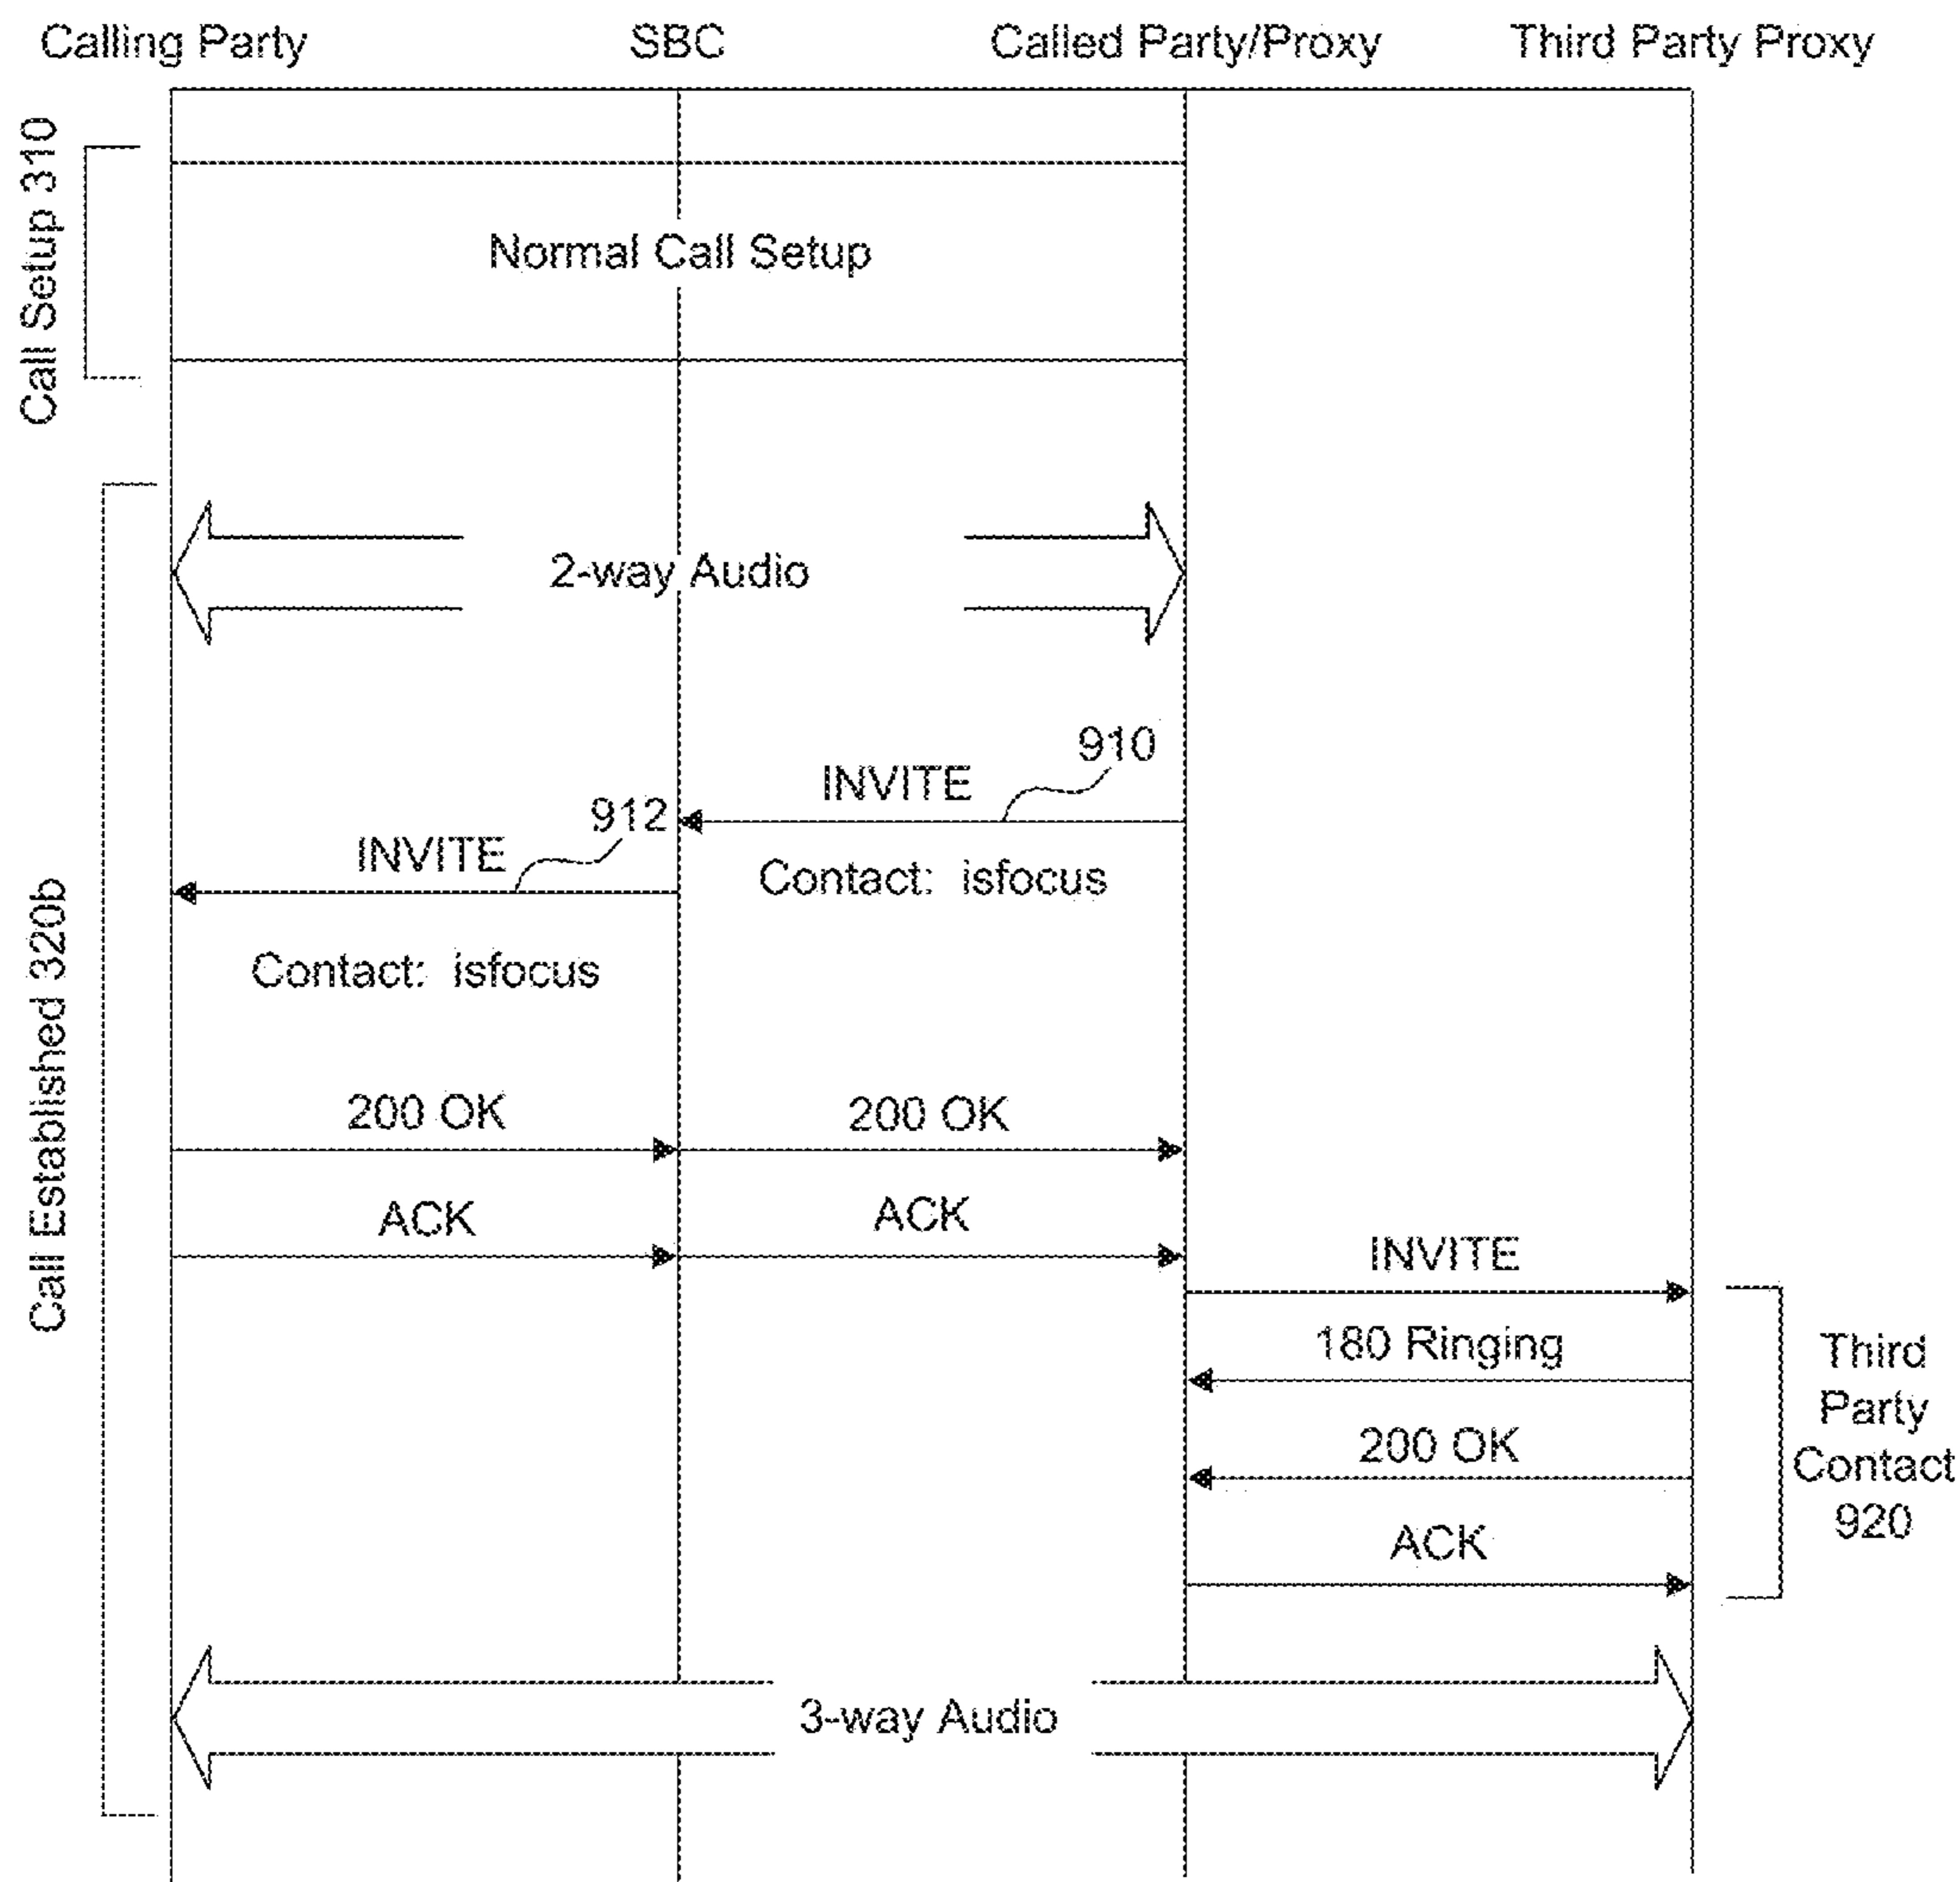 Calling Party
SBC
Called Party/Proxy
Third Party Proxy
Call Setup 310
Normal Call Setup
Call Established 320b
2-way Audio
910
INVITE
912
INVITE
Contact: isfocus
Contact: isfocus
200 OK
200 OK
ACK
ACK
INVITE
180 Ringing
200 OK
ACK
Third
Party
Contact
920
3-way Audio